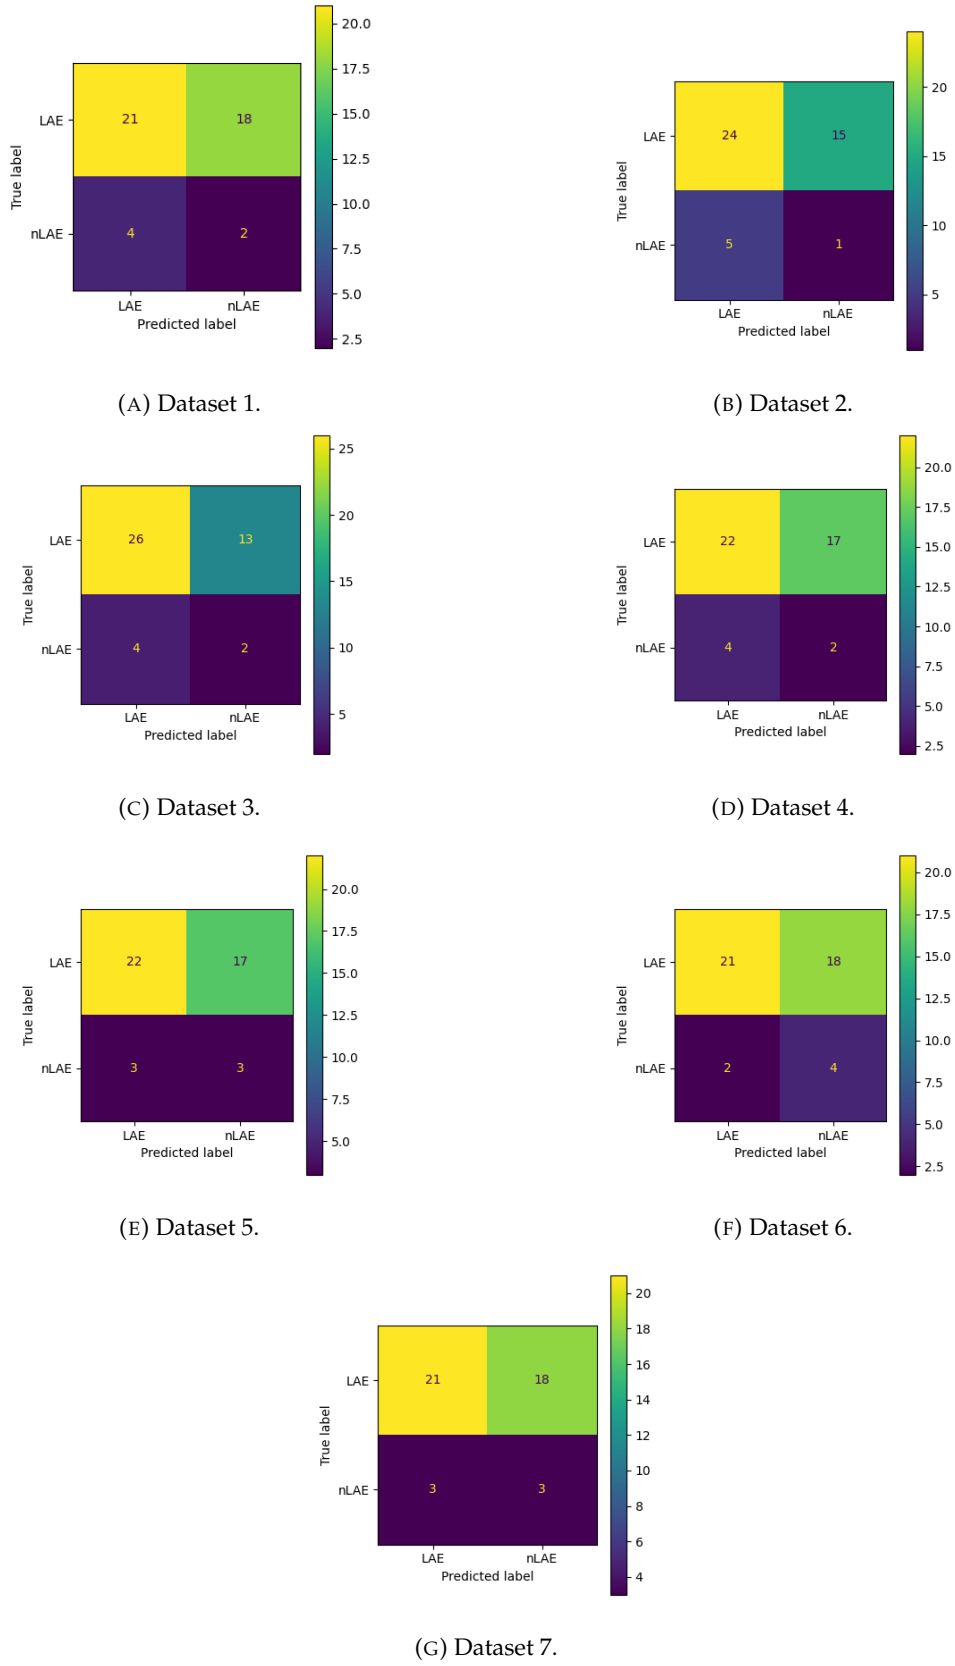 20.0
17.5
15.0
12.5
10.0
7.5
5.0
2.5
LAE
21
18
nLAE
4
2
True label
LAE
nLAE
Predicted label
(A) Dataset 1.
20
15
10
5
LAE
24
15
nLAE
5
1
True label
LAE
nLAE
Predicted label
(B) Dataset 2.
25
20
15
10
5
LAE
26
13
nLAE
4
2
True label
LAE
nLAE
Predicted label
(C) Dataset 3.
20.0
17.5
15.0
12.5
10.0
7.5
5.0
2.5
LAE
22
17
nLAE
4
2
True label
LAE
nLAE
Predicted label
(D) Dataset 4.
20.0
17.5
15.0
12.5
10.0
7.5
5.0
LAE
22
17
nLAE
3
3
True label
LAE
nLAE
Predicted label
(E) Dataset 5.
20.0
17.5
15.0
12.5
10.0
7.5
5.0
2.5
LAE
21
18
nLAE
2
4
True label
LAE
nLAE
Predicted label
(F) Dataset 6.
20
18
16
14
12
10
8
6
4
LAE
21
18
nLAE
3
3
True label
LAE
nLAE
Predicted label
(G) Dataset 7.